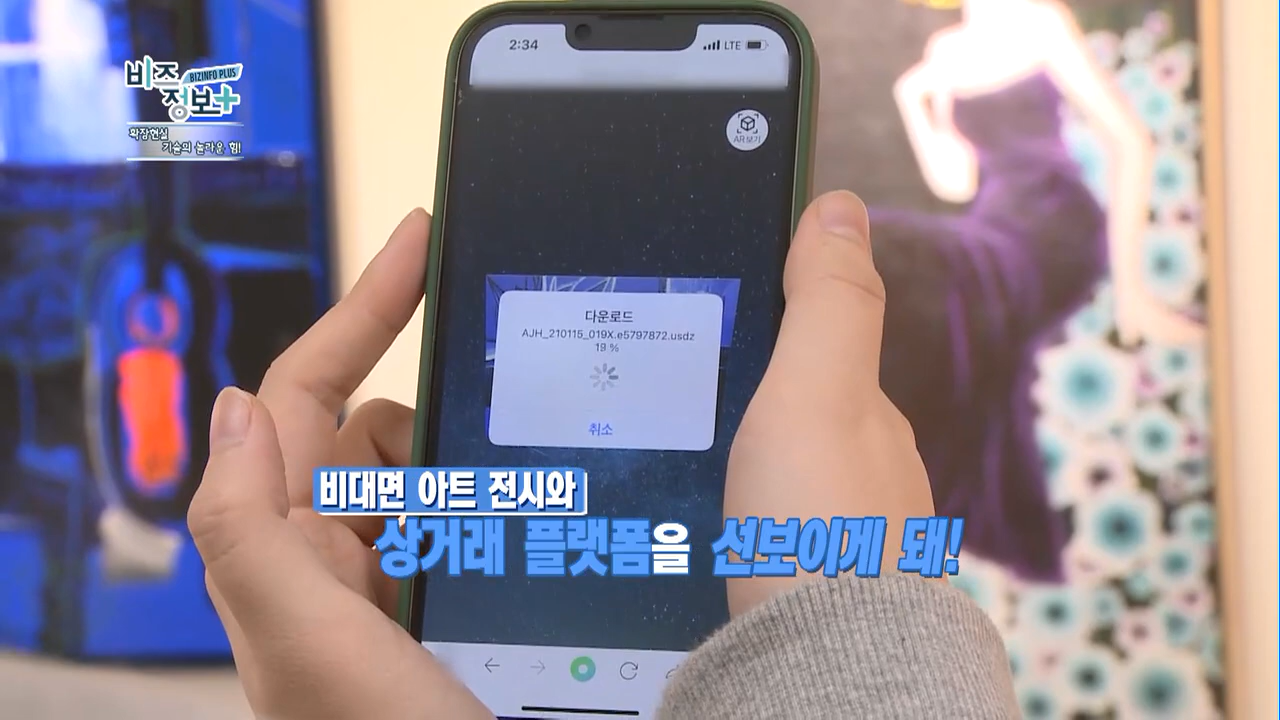 비즈
BIZINFO PLUS
정보+
확장현실
기술의 놀라운 힘!
2:34
LTE
AR 보기
다운로드
AJH_210115_019X.e5797872.usdz
19 %
취소
비대면 아트 전시와
상거래 플랫폼을 선보이게 돼!